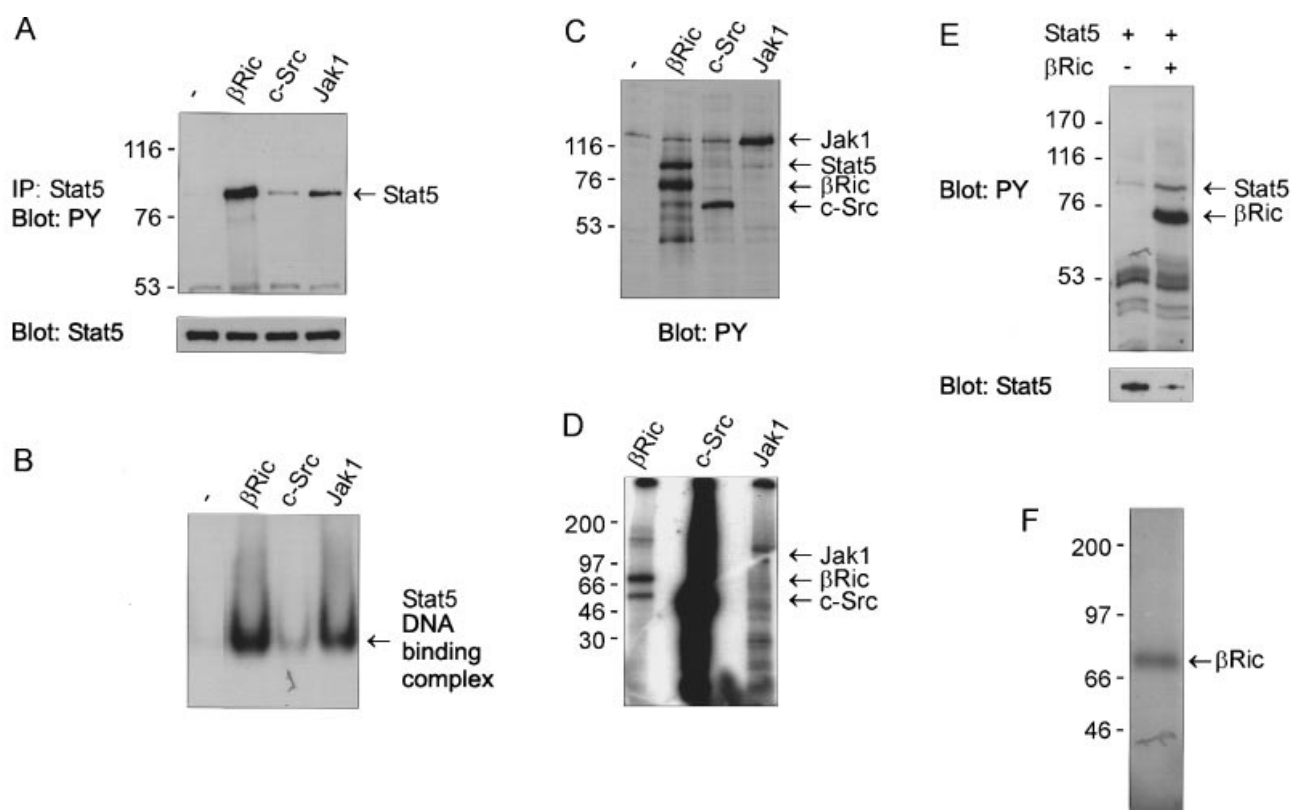 A
- βRic c-Src Jak1
116 -
IP: Stat5
Blot: PY
← Stat5
76 -
53 -
Blot: Stat5
B
- βRic c-Src Jak1
Stat5
DNA
← binding
complex
C
- βRic c-Src Jak1
116 -
76 -
53 -
← Jak1
← Stat5
← βRic
← c-Src
Blot: PY
D
βRic c-Src Jak1
200 -
97 -
66 -
46 -
30 -
← Jak1
← βRic
← c-Src
E
Stat5 + +
βRic - +
170 -
116 -
Blot: PY
76 -
53 -
← Stat5
← βRic
Blot: Stat5
F
200 -
97 -
66 -
46 -
← βRic